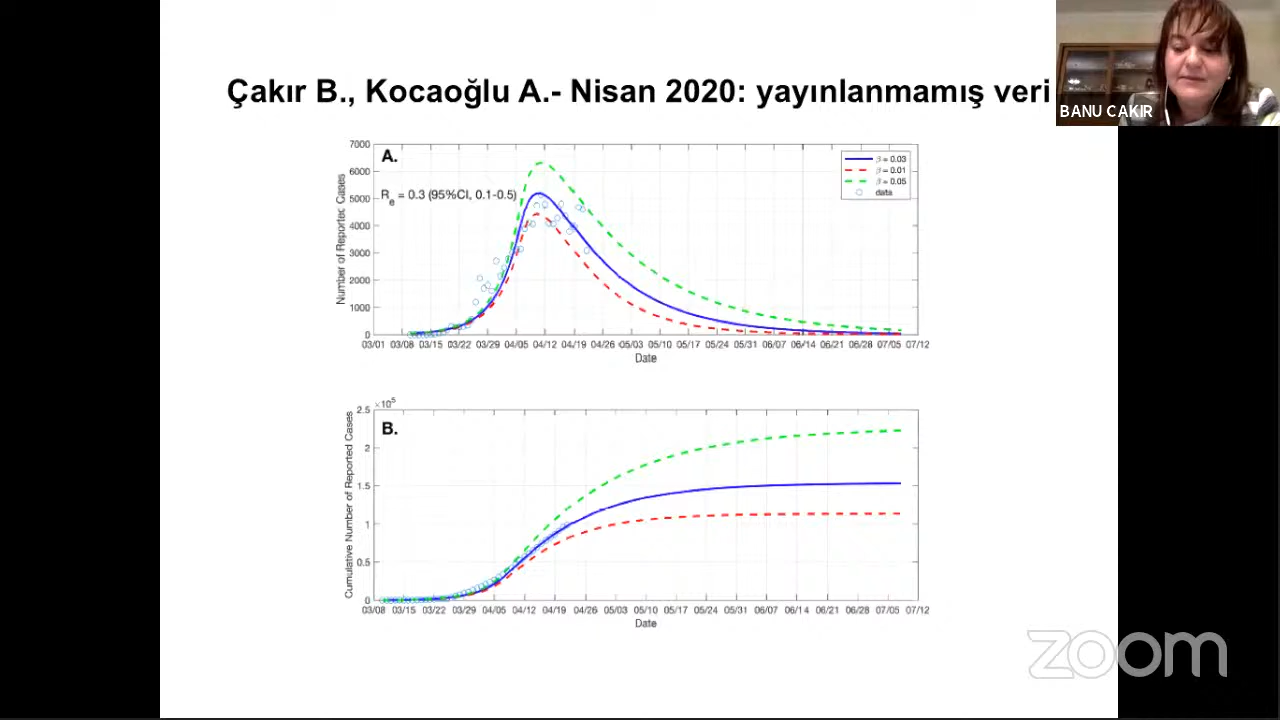 Çakır B., Kocaoğlu A.- Nisan 2020: yayınlanmamış veri
BANU CAKIR
A.
R_e = 0.3 (95%CI, 0.1-0.5)
β = 0.03
β = 0.01
β = 0.05
data
7000
6000
5000
4000
3000
2000
1000
0
Number of Reported Cases
03/01 03/08 03/15 03/22 03/29 04/05 04/12 04/19 04/26 05/03 05/10 05/17 05/24 05/31 06/07 06/14 06/21 06/28 07/05 07/12
Date
×10^5
B.
2.5
2
1.5
1
0.5
0
Cumulative Number of Reported Cases
03/08 03/15 03/22 03/29 04/05 04/12 04/19 04/26 05/03 05/10 05/17 05/24 05/31 06/07 06/14 06/21 06/28 07/05 07/12
Date
zoom